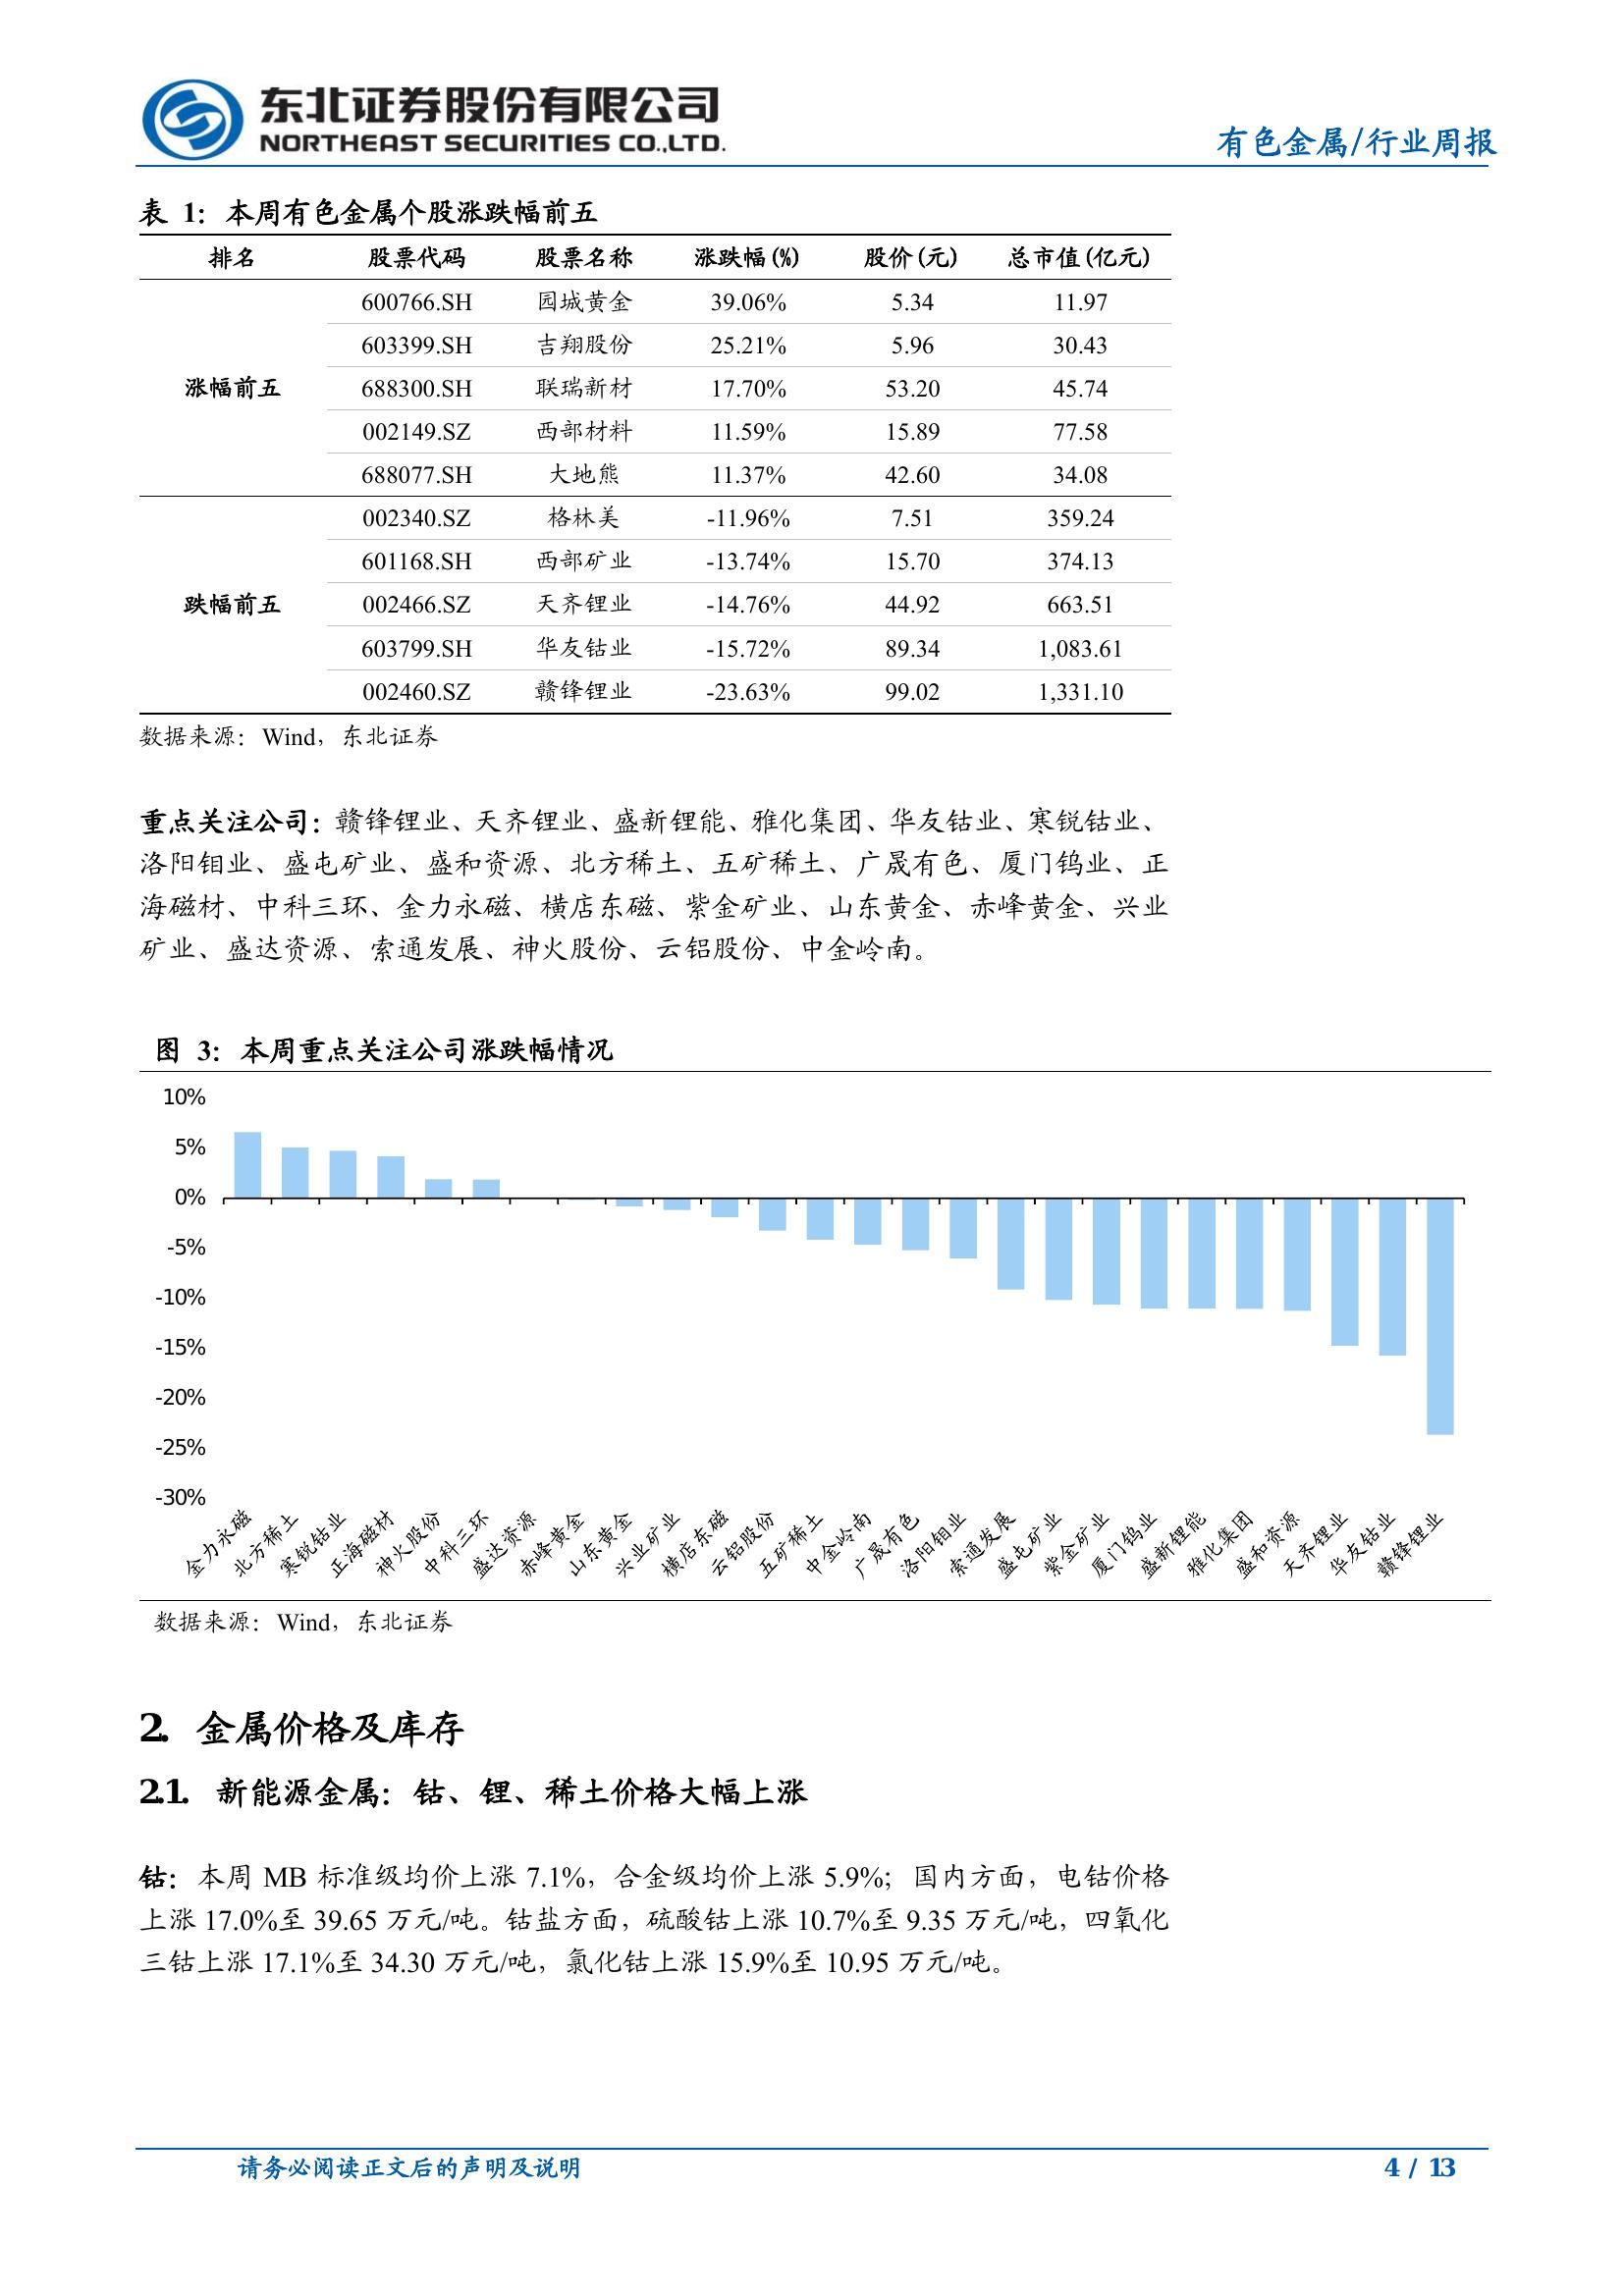 东北证券股份有限公司
NORTHEAST SECURITIES CO.,LTD.
有色金属/行业周报
表 1：本周有色金属个股涨跌幅前五
排名 股票代码 股票名称 涨跌幅(%) 股价(元) 总市值(亿元)
600766.SH 园城黄金 39.06% 5.34 11.97
603399.SH 吉翔股份 25.21% 5.96 30.43
涨幅前五 688300.SH 联瑞新材 17.70% 53.20 45.74
002149.SZ 西部材料 11.59% 15.89 77.58
688077.SH 大地熊 11.37% 42.60 34.08
002340.SZ 格林美 -11.96% 7.51 359.24
601168.SH 西部矿业 -13.74% 15.70 374.13
跌幅前五 002466.SZ 天齐锂业 -14.76% 44.92 663.51
603799.SH 华友钴业 -15.72% 89.34 1,083.61
002460.SZ 赣锋锂业 -23.63% 99.02 1,331.10
数据来源：Wind，东北证券
重点关注公司：赣锋锂业、天齐锂业、盛新锂能、雅化集团、华友钴业、寒锐钴业、
洛阳钼业、盛屯矿业、盛和资源、北方稀土、五矿稀土、广晟有色、厦门钨业、正
海磁材、中科三环、金力永磁、横店东磁、紫金矿业、山东黄金、赤峰黄金、兴业
矿业、盛达资源、索通发展、神火股份、云铝股份、中金岭南。
图 3：本周重点关注公司涨跌幅情况
10%
5%
0%
-5%
-10%
-15%
-20%
-25%
-30%
金力永磁 北方稀土 寒锐钴业 正海磁材 神火股份 中科三环 盛达资源 赤峰黄金 山东黄金 兴业矿业 横店东磁 云铝股份 五矿稀土 中金岭南 广晟有色 洛阳钼业 索通发展 盛屯矿业 紫金矿业 厦门钨业 盛新锂能 雅化集团 盛和资源 天齐锂业 华友钴业 赣锋锂业
数据来源：Wind，东北证券
2. 金属价格及库存
2.1. 新能源金属：钴、锂、稀土价格大幅上涨
钴：本周 MB 标准级均价上涨 7.1%，合金级均价上涨 5.9%；国内方面，电钴价格
上涨 17.0%至 39.65 万元/吨。钴盐方面，硫酸钴上涨 10.7%至 9.35 万元/吨，四氧化
三钴上涨 17.1%至 34.30 万元/吨，氯化钴上涨 15.9%至 10.95 万元/吨。
请务必阅读正文后的声明及说明
4 / 13